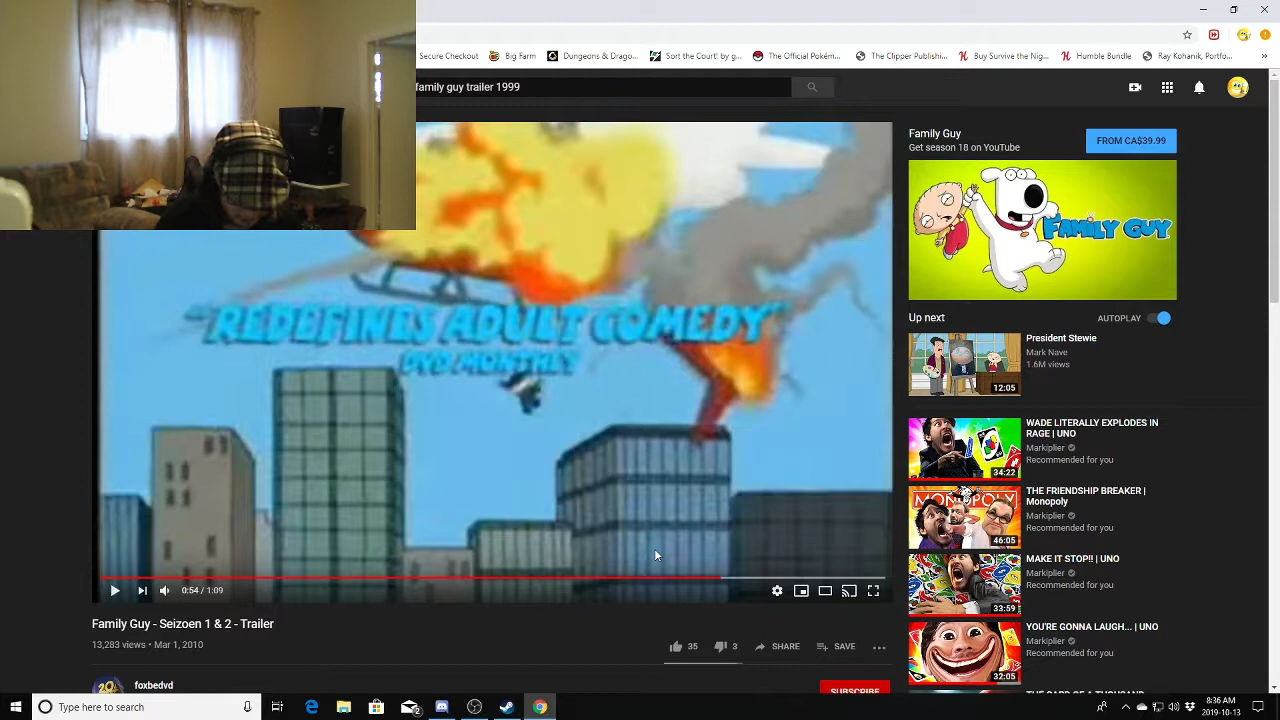 Secure Checkout
Gog Farm
Dungeons & Drago...
Sort the Court! by g...
The Official Pokémo...
The Clipper Publishi...
Buy Survive the Nig...
Humble Bundle
Ray Kohanik, Portfo...
family guy trailer 1999
Family Guy
Get season 18 on YouTube
FROM CA$39.99
FAMILY GUY
"REDEFINES ADULT COMEDY"
DVD MONTHLY
Up next
AUTOPLAY
President Stewie
Mark Nave
1.6M views
12:05
WADE LITERALLY EXPLODES IN
RAGE | UNO
Markiplier
Recommended for you
34:22
THE FRIENDSHIP BREAKER |
Monopoly
Markiplier
Recommended for you
MONOPOLY
46:05
MAKE IT STOP!! | UNO
Markiplier
Recommended for you
33:59
YOU'RE GONNA LAUGH... | UNO
Markiplier
Recommended for you
32:05
0:54 / 1:09
Family Guy - Seizoen 1 & 2 - Trailer
13,283 views • Mar 1, 2010
35
3
SHARE
SAVE
foxbedvd
SUBSCRIBE
Type here to search
8:36 AM
2019-10-13